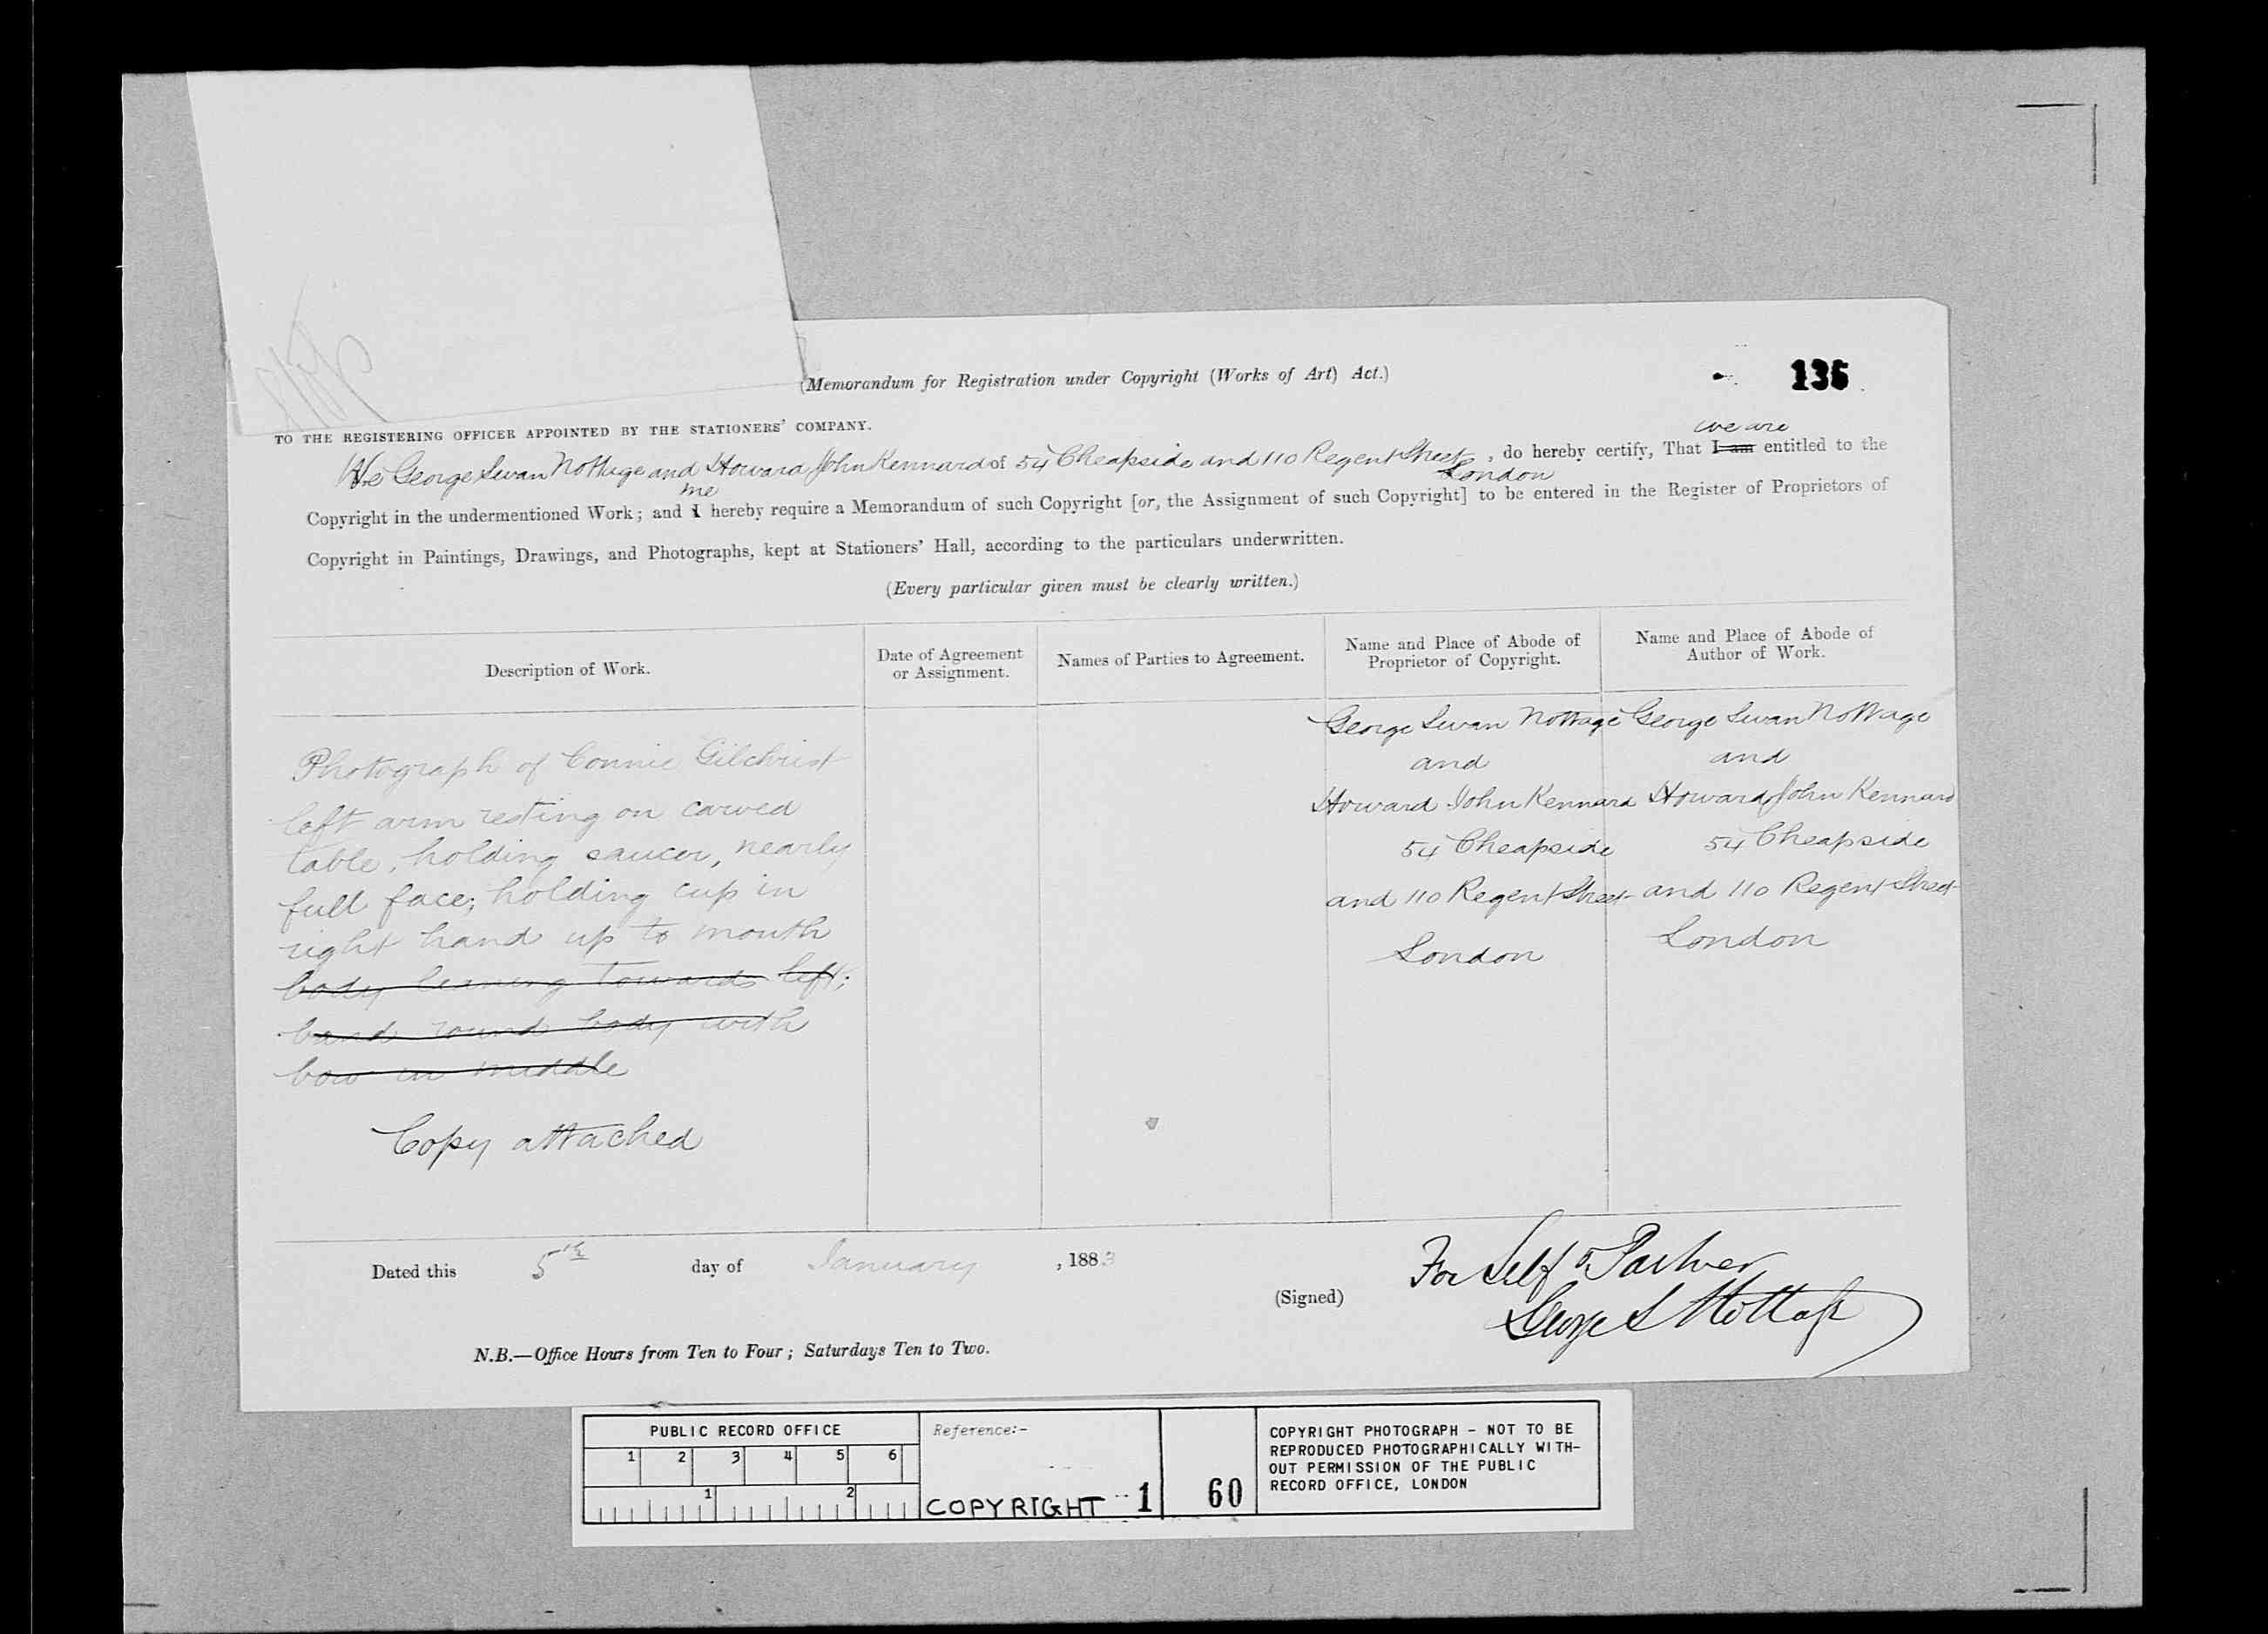 (Memorandum for Registration under Copyright (Works of Art) Act.)
136
TO THE REGISTERING OFFICER APPOINTED BY THE STATIONERS' COMPANY.
we are
We George Swan Nottage and Howard John Kennard of 54 Cheapside and 110 Regent Street, do hereby certify, That I am entitled to the
London
Copyright in the undermentioned Work; and I hereby require a Memorandum of such Copyright [or, the Assignment of such Copyright] to be entered in the Register of Proprietors of
Copyright in Paintings, Drawings, and Photographs, kept at Stationers' Hall, according to the particulars underwritten.
(Every particular given must be clearly written.)
Description of Work.
Photograph of Connie Gilchrist
left arm resting on carved
table, holding saucer, nearly
full face; holding cup in
right hand up to mouth
body leaning towards left;
band round body with
bow in middle
Copy attached
Date of Agreement
or Assignment.
Names of Parties to Agreement.
Name and Place of Abode of
Proprietor of Copyright.
George Swan Nottage
and
Howard John Kennard
54 Cheapside
and 110 Regent Street
London
Name and Place of Abode of
Author of Work.
George Swan Nottage
and
Howard John Kennard
54 Cheapside
and 110 Regent Street
London
Dated this 5th day of January, 1883
(Signed)
For Self & Partner
George S Nottage
N.B.—Office Hours from Ten to Four; Saturdays Ten to Two.
PUBLIC RECORD OFFICE
1 2 3 4 5 6
1 2
Reference:-
COPYRIGHT 1
60
COPYRIGHT PHOTOGRAPH - NOT TO BE
REPRODUCED PHOTOGRAPHICALLY WITH-
OUT PERMISSION OF THE PUBLIC
RECORD OFFICE, LONDON